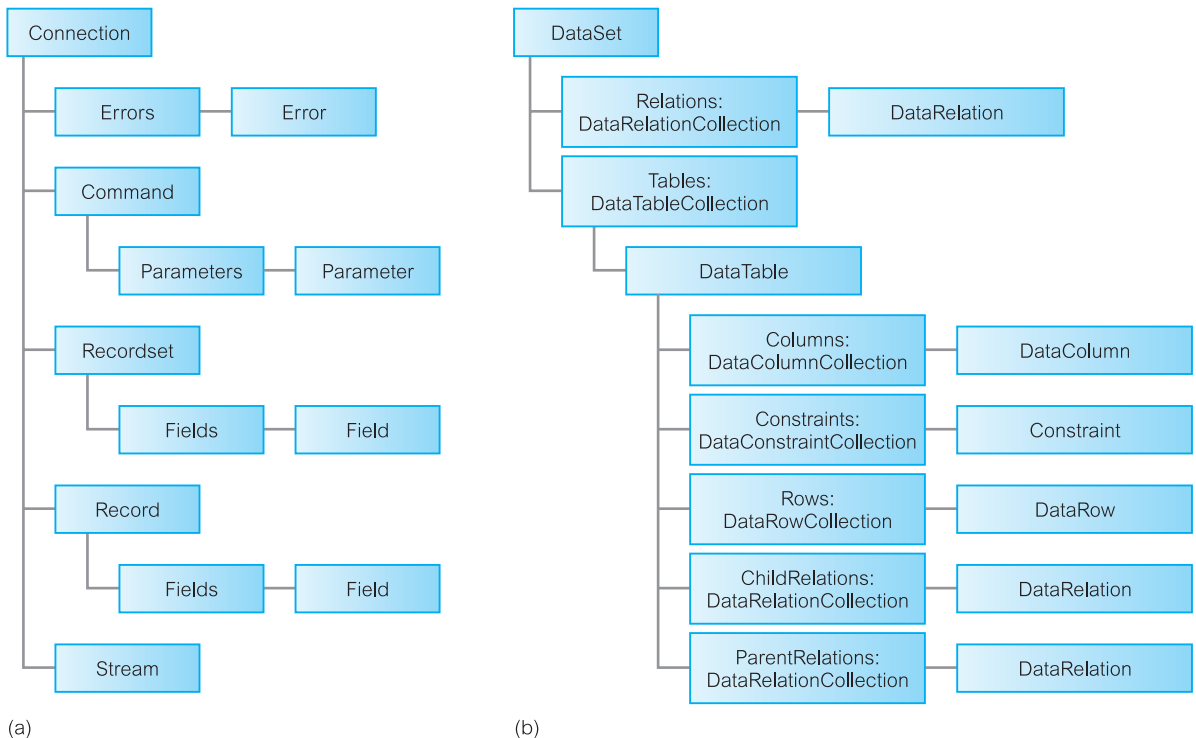 Connection
Errors
Error
Command
Parameters
Parameter
Recordset
Fields
Field
Record
Fields
Field
Stream
(a)
DataSet
Relations:
DataRelationCollection
DataRelation
Tables:
DataTableCollection
DataTable
Columns:
DataColumnCollection
DataColumn
Constraints:
DataConstraintCollection
Constraint
Rows:
DataRowCollection
DataRow
ChildRelations:
DataRelationCollection
DataRelation
ParentRelations:
DataRelationCollection
DataRelation
(b)